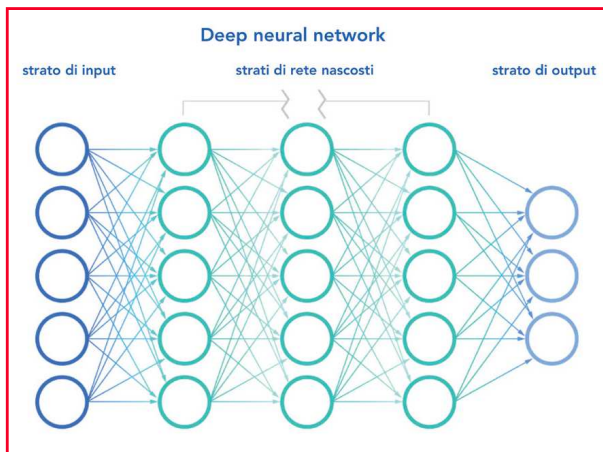 Deep neural network
strato di input
strati di rete nascosti
strato di output